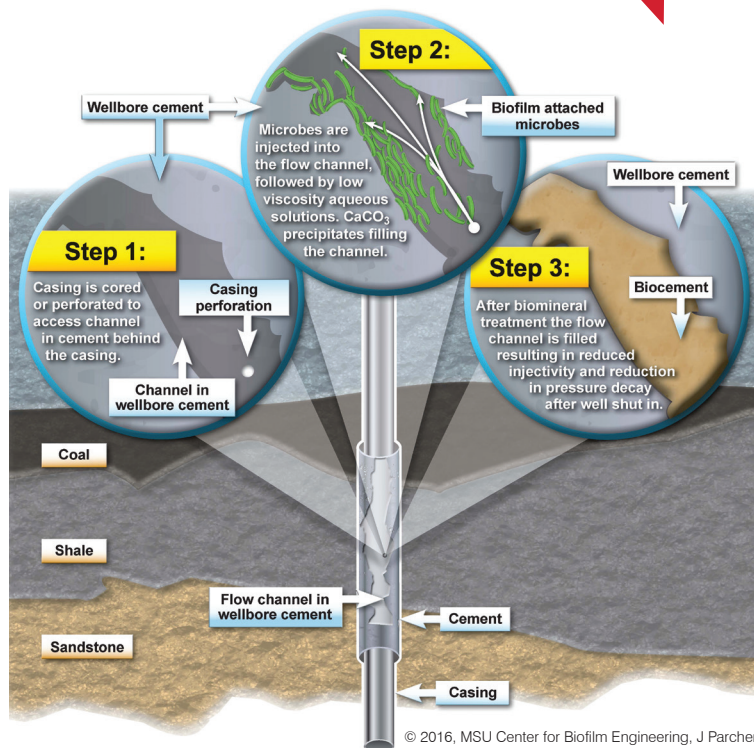 Step 2:
Wellbore cement
Biofilm attached
microbes
Microbes are
injected into
the flow channel,
followed by low
viscosity aqueous
solutions. CaCO₃
precipitates filling
the channel.
Step 1:
Casing is cored
or perforated to
access channel
in cement behind
the casing.
Casing
perforation
Channel in
wellbore cement
Wellbore cement
Step 3:
Biocement
After biomineral
treatment the flow
channel is filled
resulting in reduced
injectivity and reduction
in pressure decay
after well shut in.
Coal
Shale
Sandstone
Flow channel in
wellbore cement
Cement
Casing
© 2016, MSU Center for Biofilm Engineering, J Parcher